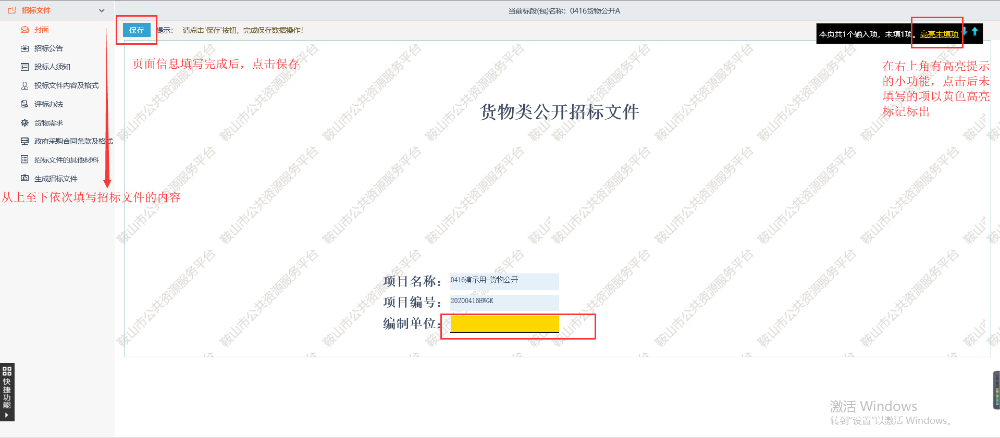 招标文件
当前标段(包)名称：0416货物公开A
封面
招标公告
投标人须知
投标文件内容及格式
评标办法
货物需求
政府采购合同条款及格式
招标文件的其他材料
生成招标文件
从上至下依次填写招标文件的内容
保存
提示： 请点击'保存'按钮，完成保存数据操作!
本页共1个输入项，未填1项。高亮未填项
页面信息填写完成后，点击保存
在右上角有高亮提示
的小功能，点击后未
填写的项以黄色高亮
标记标出
货物类公开招标文件
项目名称：0416演示用-货物公开
项目编号：20200416HWGK
编制单位：
鞍山市公共资源服务平台
快捷功能
激活 Windows
转到“设置”以激活 Windows。